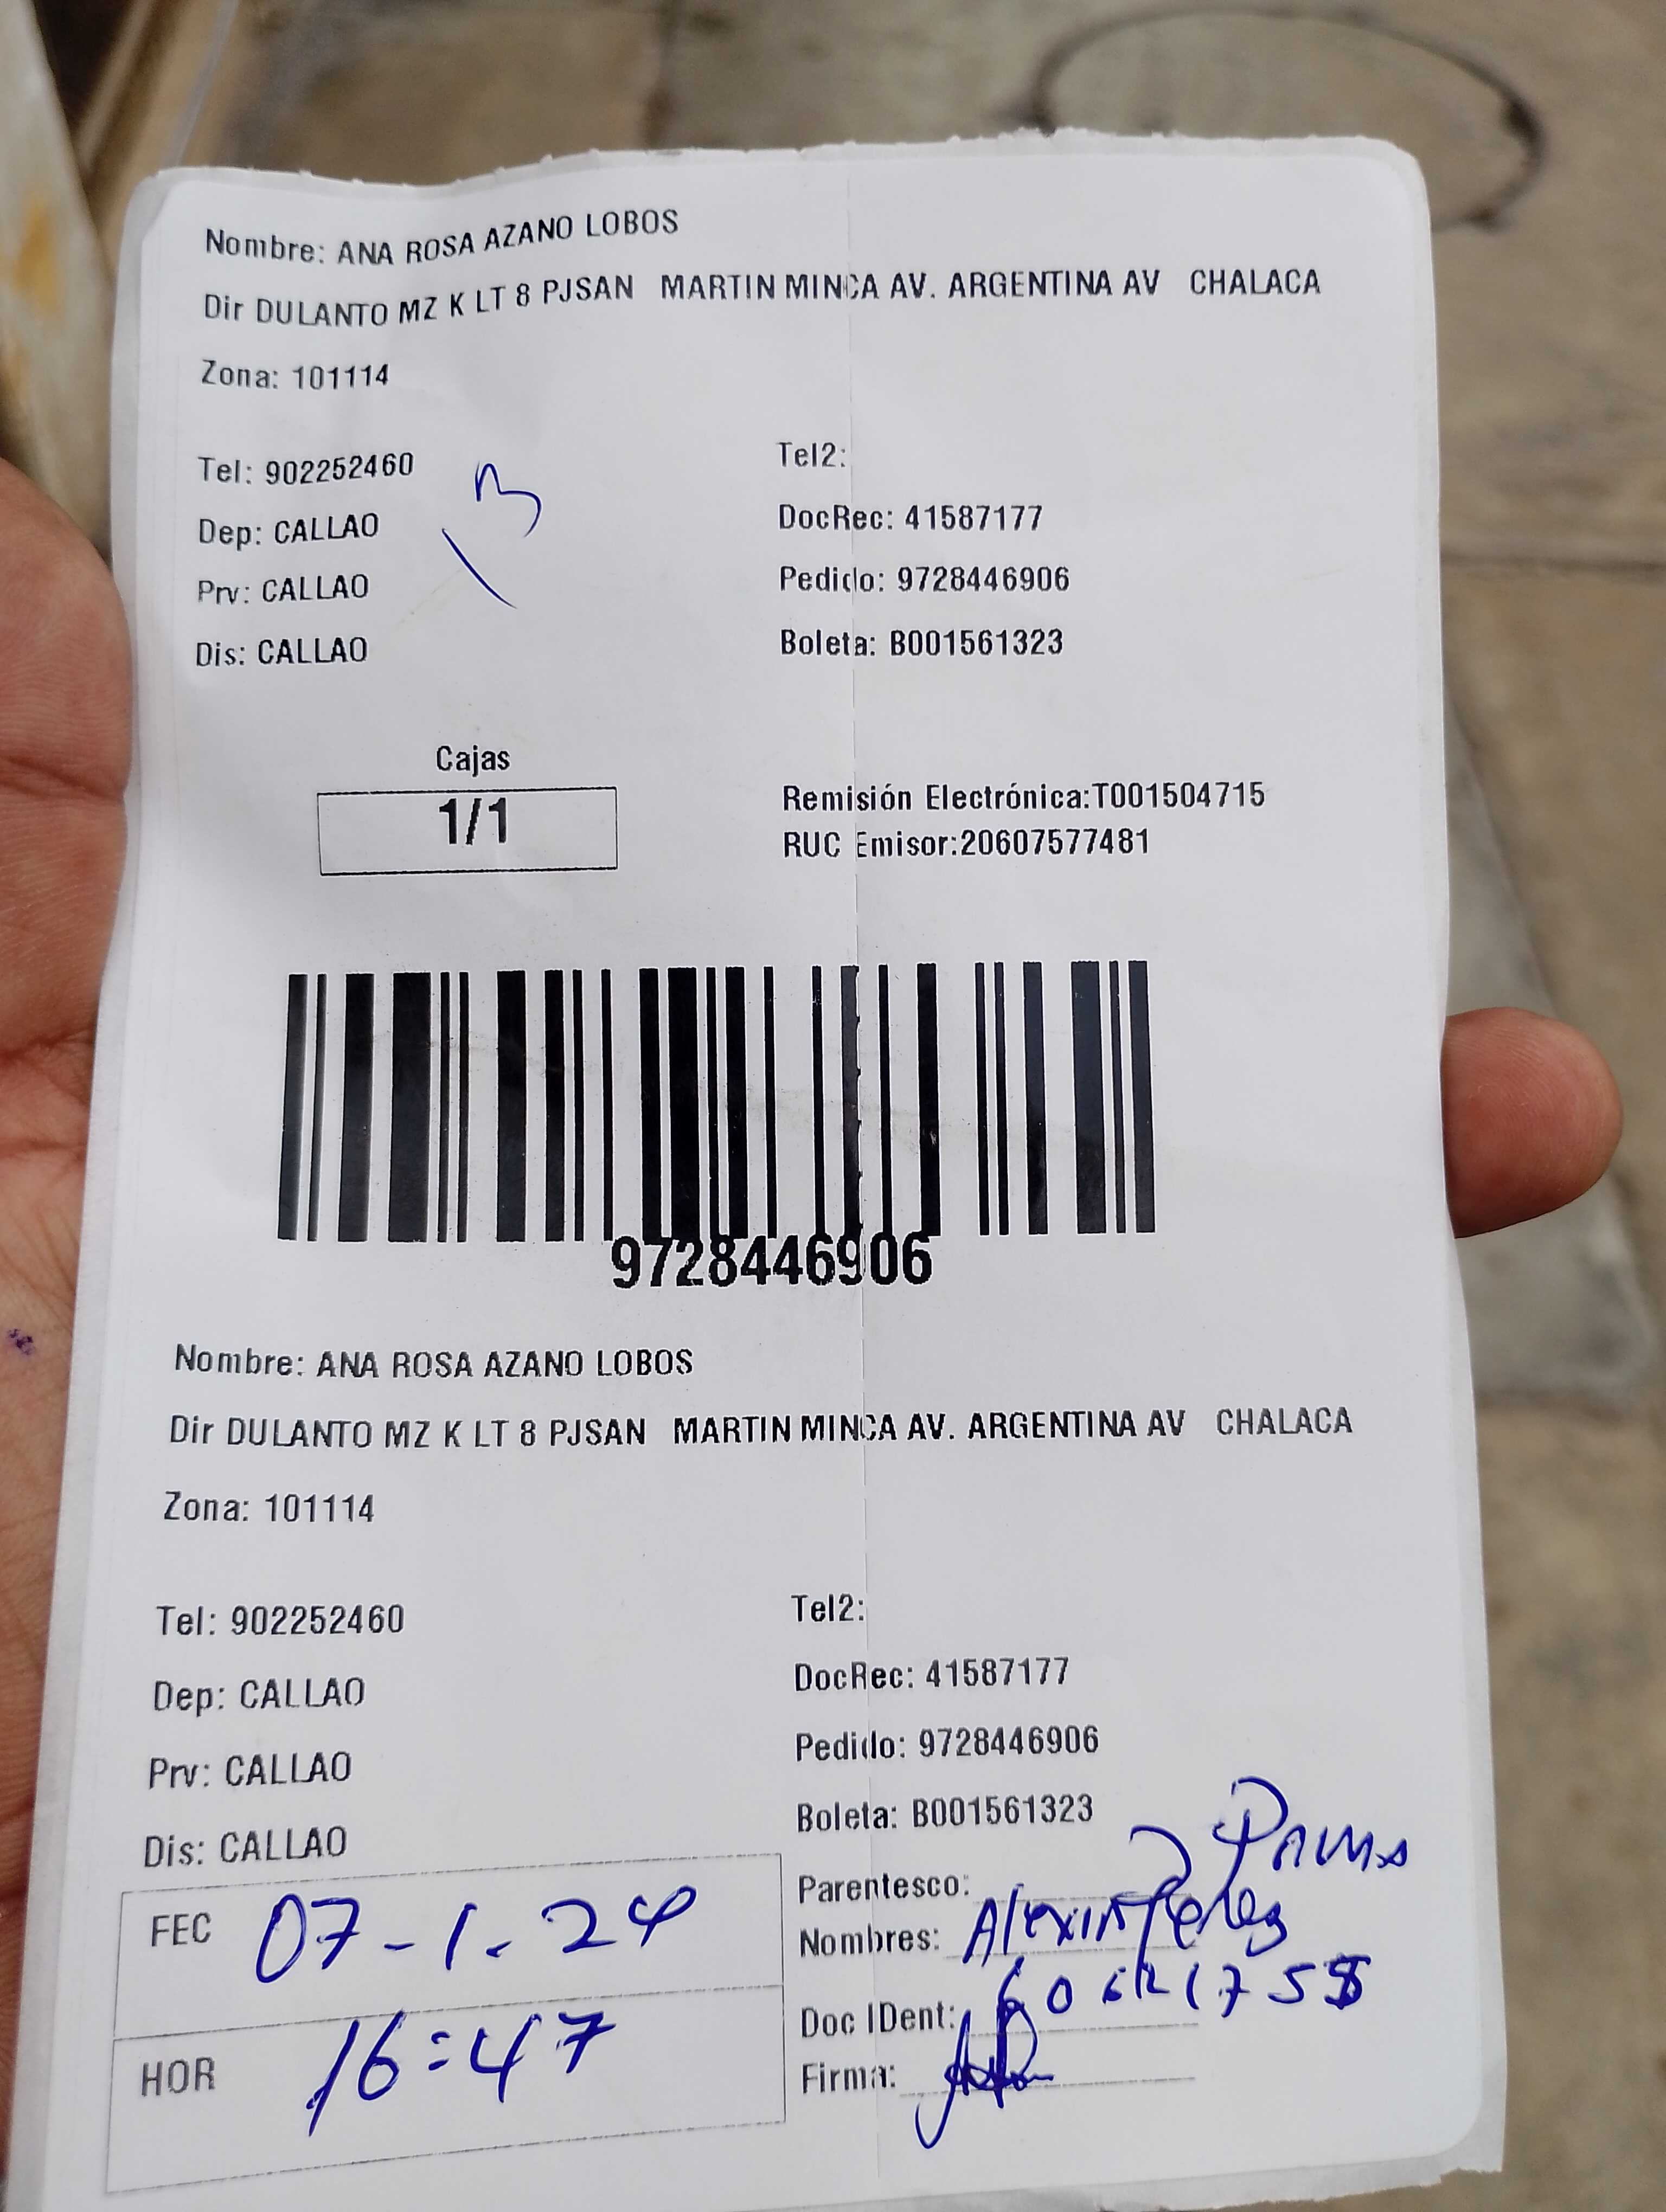 Nombre: ANA ROSA AZANO LOBOS
Dir DULANTO MZ K LT 8 PJSAN MARTIN MINCA AV. ARGENTINA AV CHALACA
Zona: 101114
Tel: 902252460
Tel2:
Dep: CALLAO
DocRec: 41587177
Prv: CALLAO
Pedido: 9728446906
Dis: CALLAO
Boleta: B001561323
Cajas
1/1
Remisión Electrónica:T001504715
RUC Emisor:20607577481
9728446906
Nombre: ANA ROSA AZANO LOBOS
Dir DULANTO MZ K LT 8 PJSAN MARTIN MINCA AV. ARGENTINA AV CHALACA
Zona: 101114
Tel: 902252460
Tel2:
Dep: CALLAO
DocRec: 41587177
Prv: CALLAO
Pedido: 9728446906
Dis: CALLAO
Boleta: B001561323
FEC 07-1-24
Parentesco:
Nombres:
HOR 16:47
Doc IDent:
Firma: